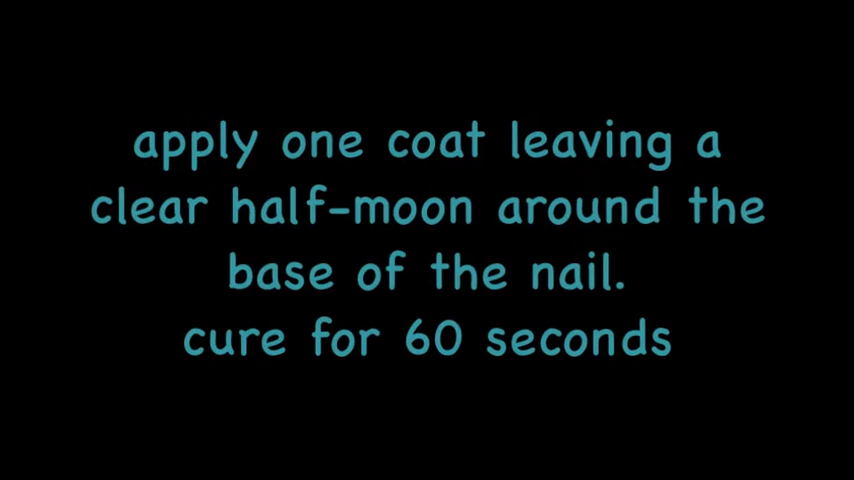 apply one coat leaving a
clear half-moon around the
base of the nail.
cure for 60 seconds